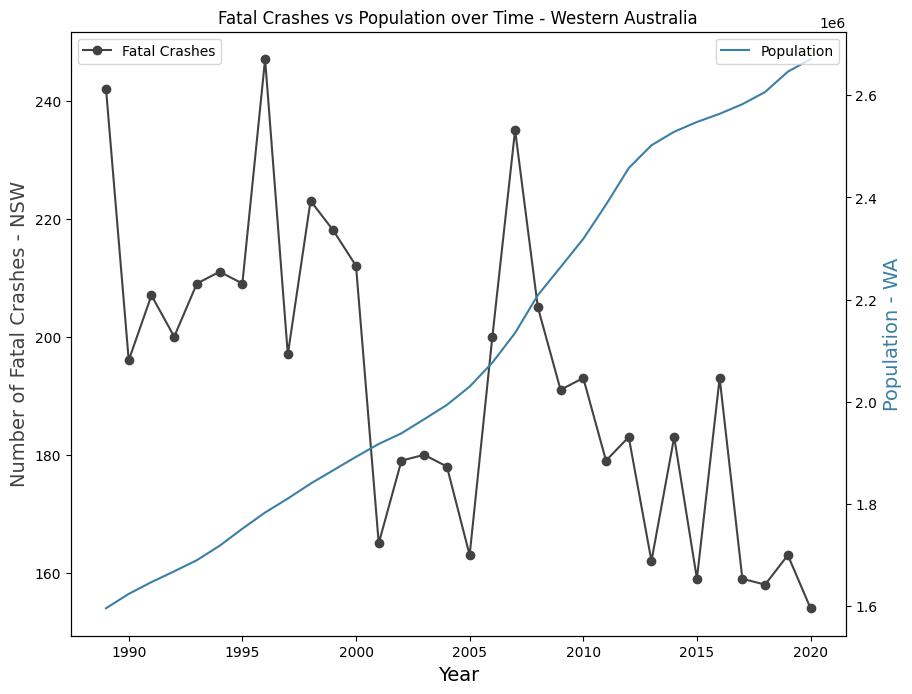 Fatal Crashes vs Population over Time - Western Australia
1e6
Fatal Crashes
Population
Number of Fatal Crashes - NSW
240
220
200
180
160
2.6
2.4
2.2
2.0
1.8
1.6
Population - WA
1990 1995 2000 2005 2010 2015 2020
Year